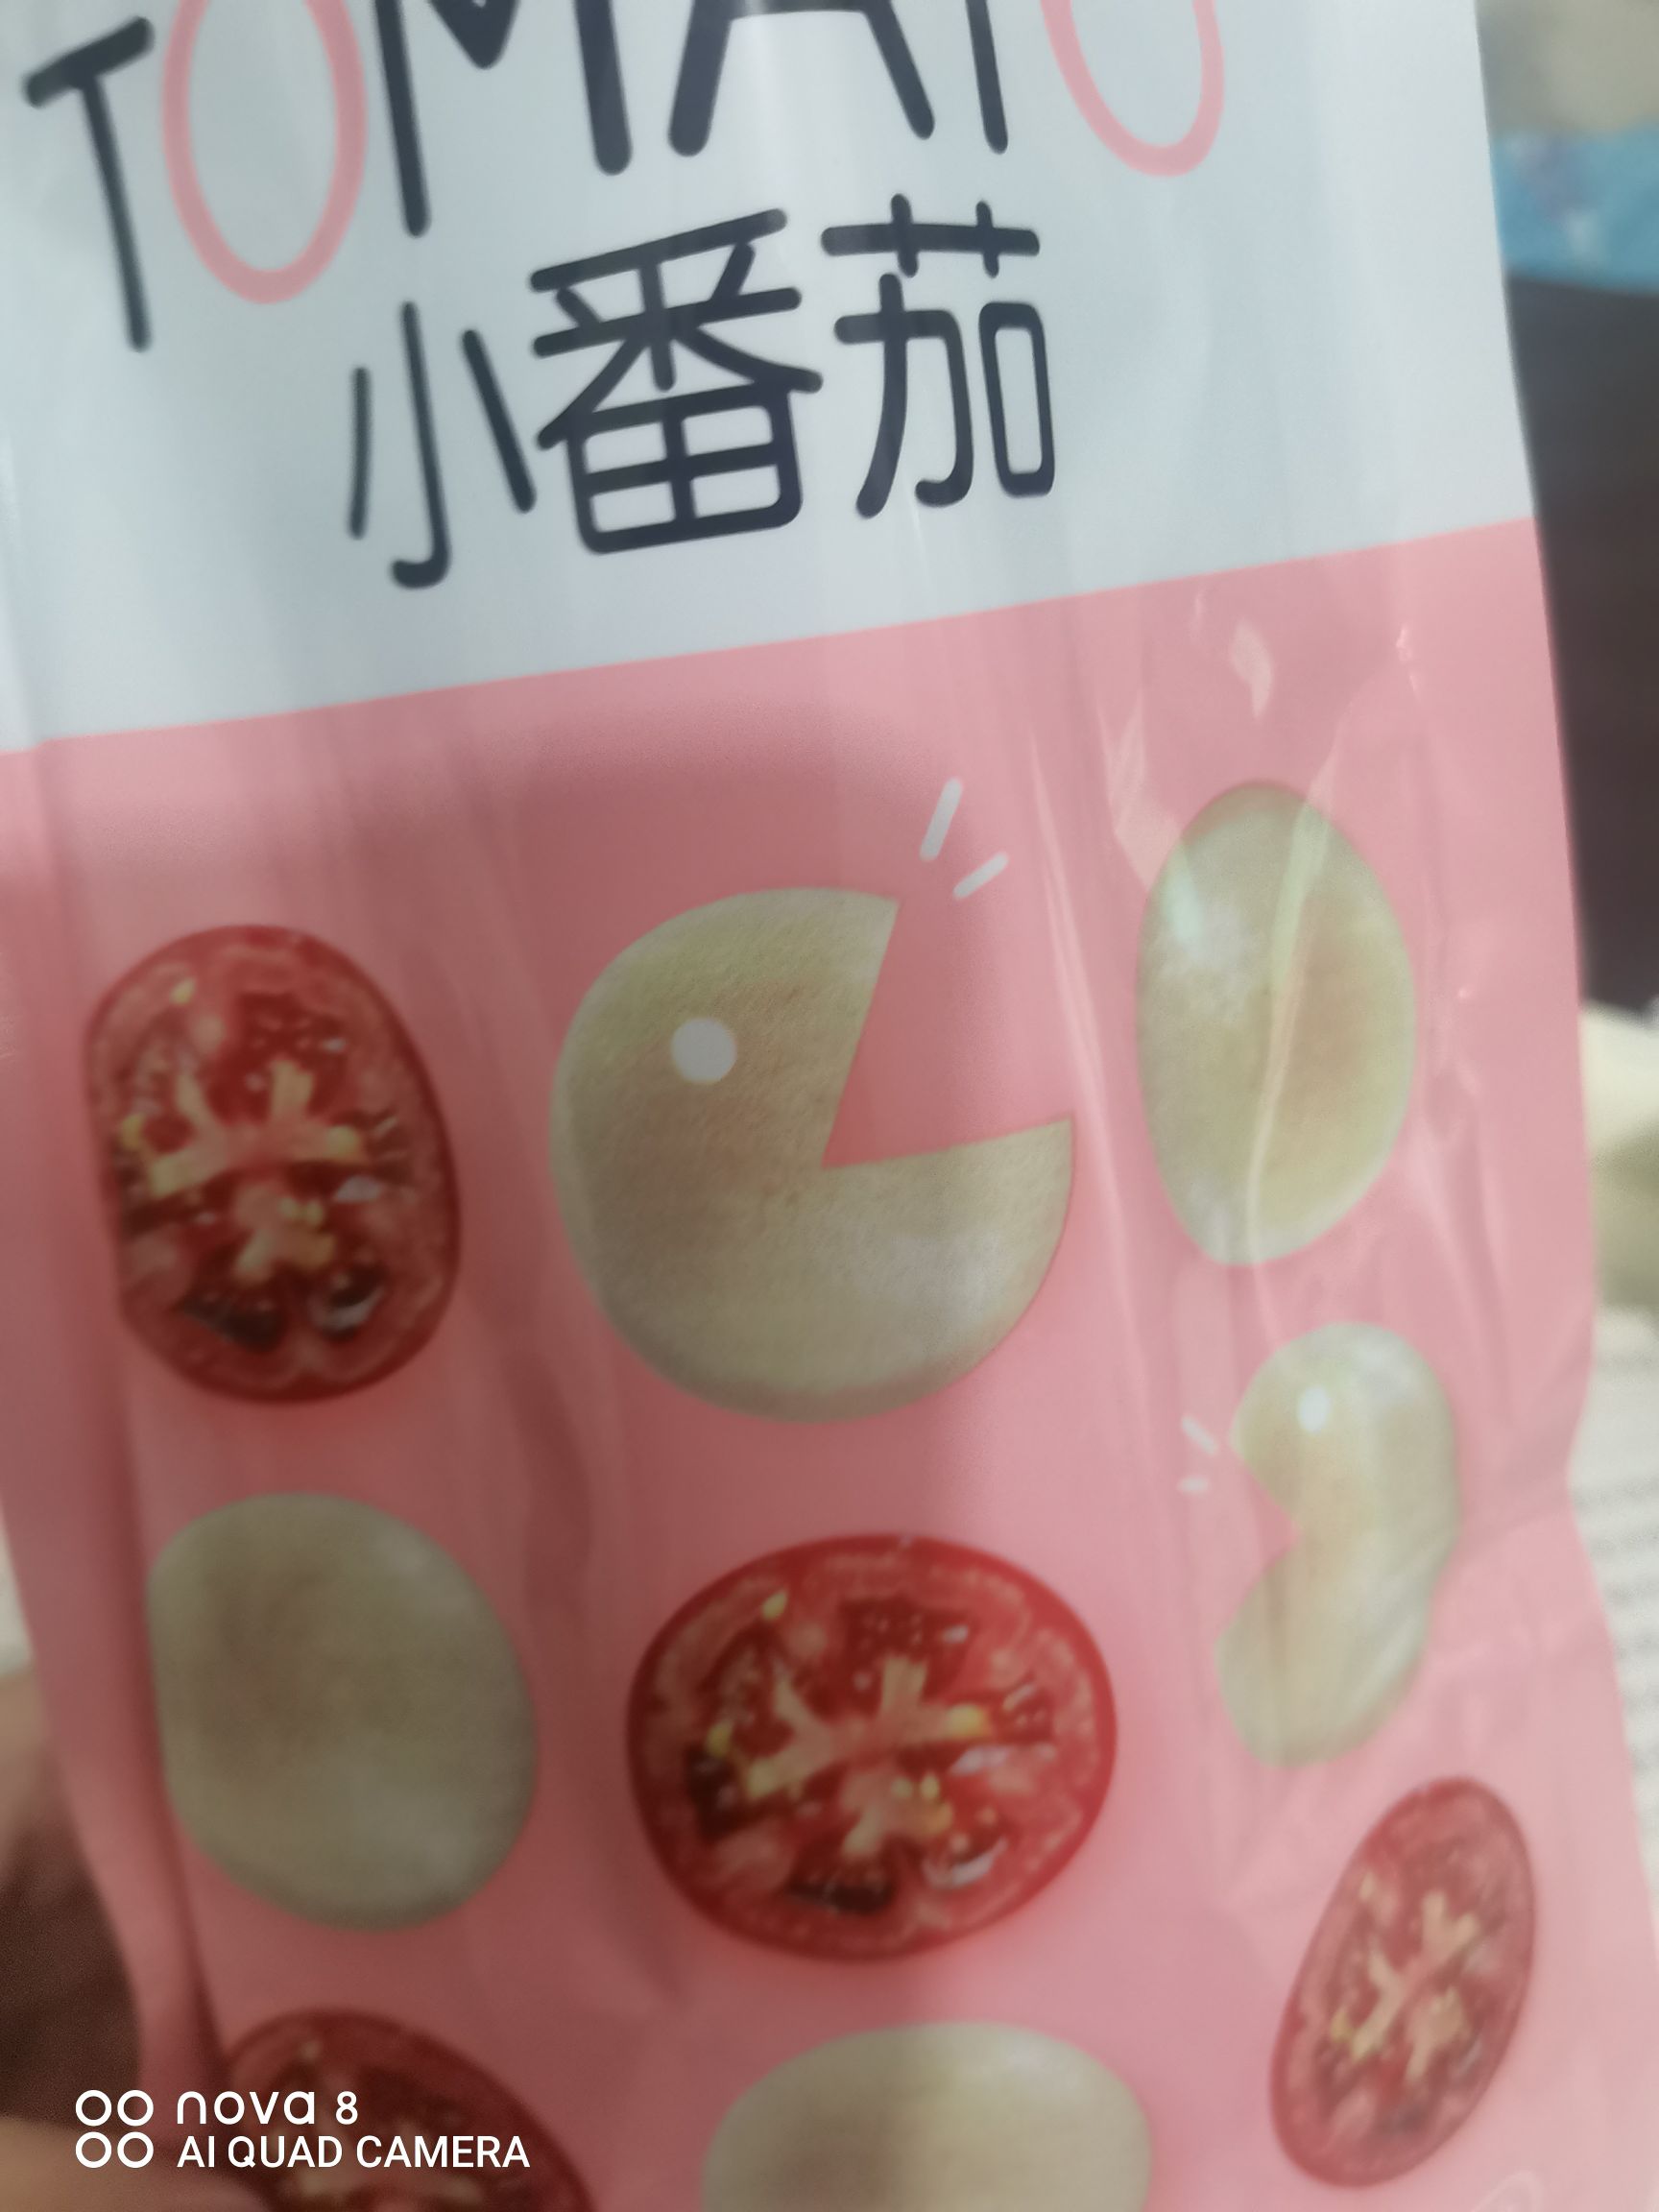 TOMATO
小番茄
nova 8
AI QUAD CAMERA